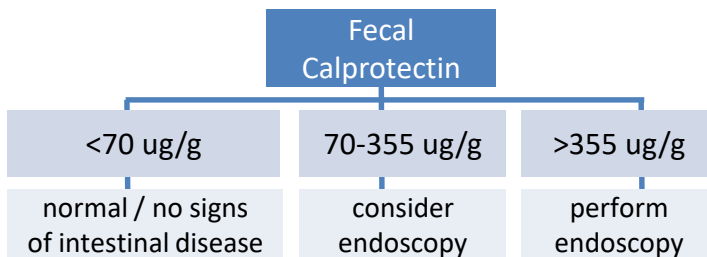 Fecal
Calprotectin
<70 ug/g
70-355 ug/g
>355 ug/g
normal / no signs
of intestinal disease
consider
endoscopy
perform
endoscopy